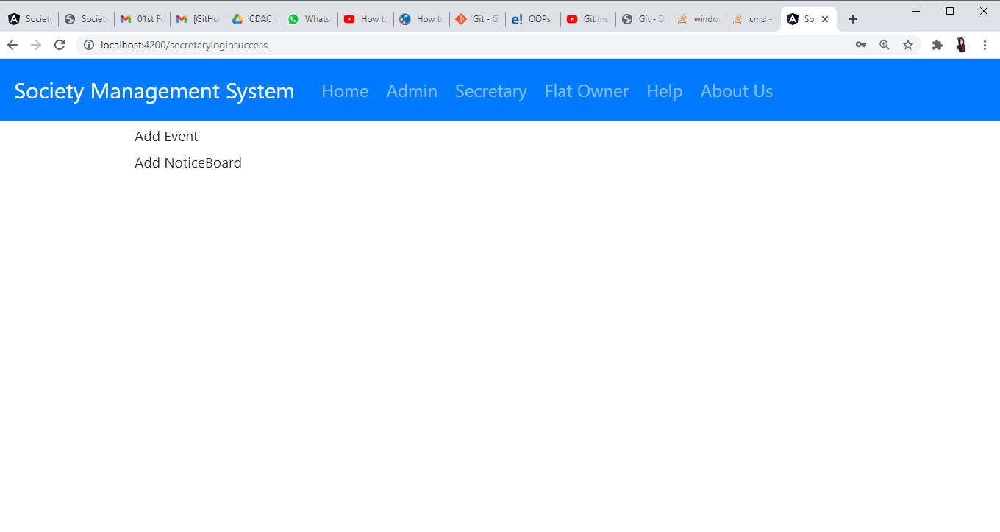 Society Society 01st Fe [GitHu CDAC Whats How to How to Git - G OOPs Git Ins Git - D windo cmd - So
localhost:4200/secretaryloginsuccess
Society Management System Home Admin Secretary Flat Owner Help About Us
Add Event
Add NoticeBoard